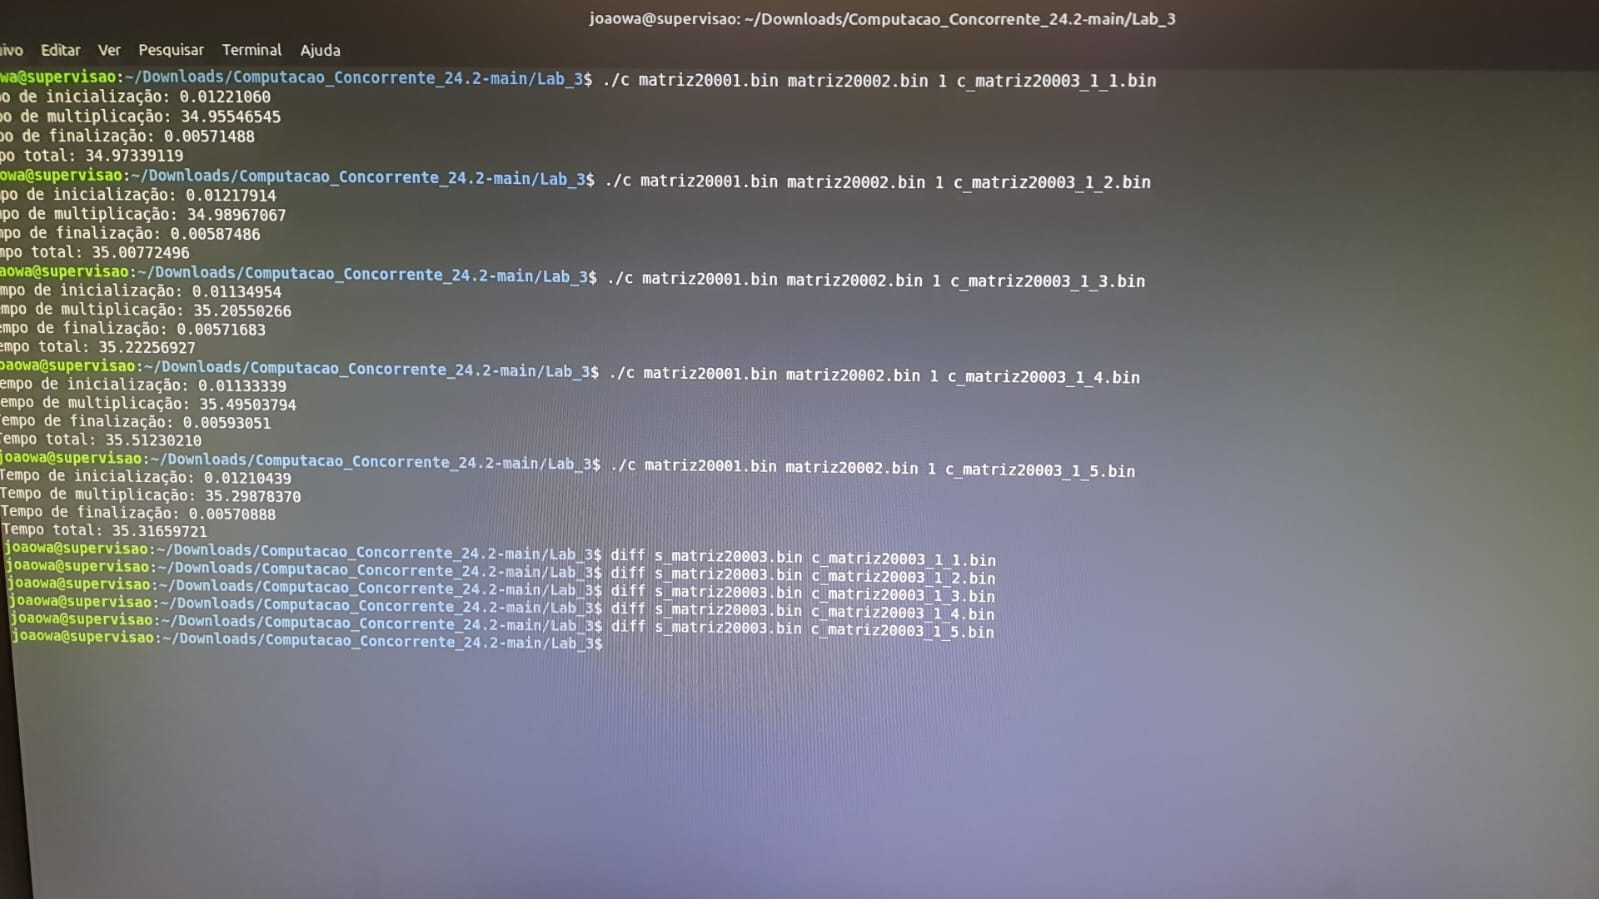 joaowa@supervisao: ~/Downloads/Computacao_Concorrente_24.2-main/Lab_3
ivo Editar Ver Pesquisar Terminal Ajuda
wa@supervisao:~/Downloads/Computacao_Concorrente_24.2-main/Lab_3$ ./c matriz20001.bin matriz20002.bin 1 c_matriz20003_1_1.bin
po de inicialização: 0.01221060
po de multiplicação: 34.95546545
po de finalização: 0.00571488
po total: 34.97339119
owa@supervisao:~/Downloads/Computacao_Concorrente_24.2-main/Lab_3$ ./c matriz20001.bin matriz20002.bin 1 c_matriz20003_1_2.bin
po de inicialização: 0.01217914
mpo de multiplicação: 34.98967067
mpo de finalização: 0.00587486
mpo total: 35.00772496
aowa@supervisao:~/Downloads/Computacao_Concorrente_24.2-main/Lab_3$ ./c matriz20001.bin matriz20002.bin 1 c_matriz20003_1_3.bin
mpo de inicialização: 0.01134954
empo de multiplicação: 35.20550266
empo de finalização: 0.00571683
empo total: 35.22256927
oaowa@supervisao:~/Downloads/Computacao_Concorrente_24.2-main/Lab_3$ ./c matriz20001.bin matriz20002.bin 1 c_matriz20003_1_4.bin
empo de inicialização: 0.01133339
empo de multiplicação: 35.49503794
Tempo de finalização: 0.00593051
Tempo total: 35.51230210
joaowa@supervisao:~/Downloads/Computacao_Concorrente_24.2-main/Lab_3$ ./c matriz20001.bin matriz20002.bin 1 c_matriz20003_1_5.bin
Tempo de inicialização: 0.01210439
Tempo de multiplicação: 35.29878370
Tempo de finalização: 0.00570888
Tempo total: 35.31659721
joaowa@supervisao:~/Downloads/Computacao_Concorrente_24.2-main/Lab_3$ diff s_matriz20003.bin c_matriz20003_1_1.bin
joaowa@supervisao:~/Downloads/Computacao_Concorrente_24.2-main/Lab_3$ diff s_matriz20003.bin c_matriz20003_1_2.bin
joaowa@supervisao:~/Downloads/Computacao_Concorrente_24.2-main/Lab_3$ diff s_matriz20003.bin c_matriz20003_1_3.bin
joaowa@supervisao:~/Downloads/Computacao_Concorrente_24.2-main/Lab_3$ diff s_matriz20003.bin c_matriz20003_1_4.bin
joaowa@supervisao:~/Downloads/Computacao_Concorrente_24.2-main/Lab_3$ diff s_matriz20003.bin c_matriz20003_1_5.bin
joaowa@supervisao:~/Downloads/Computacao_Concorrente_24.2-main/Lab_3$